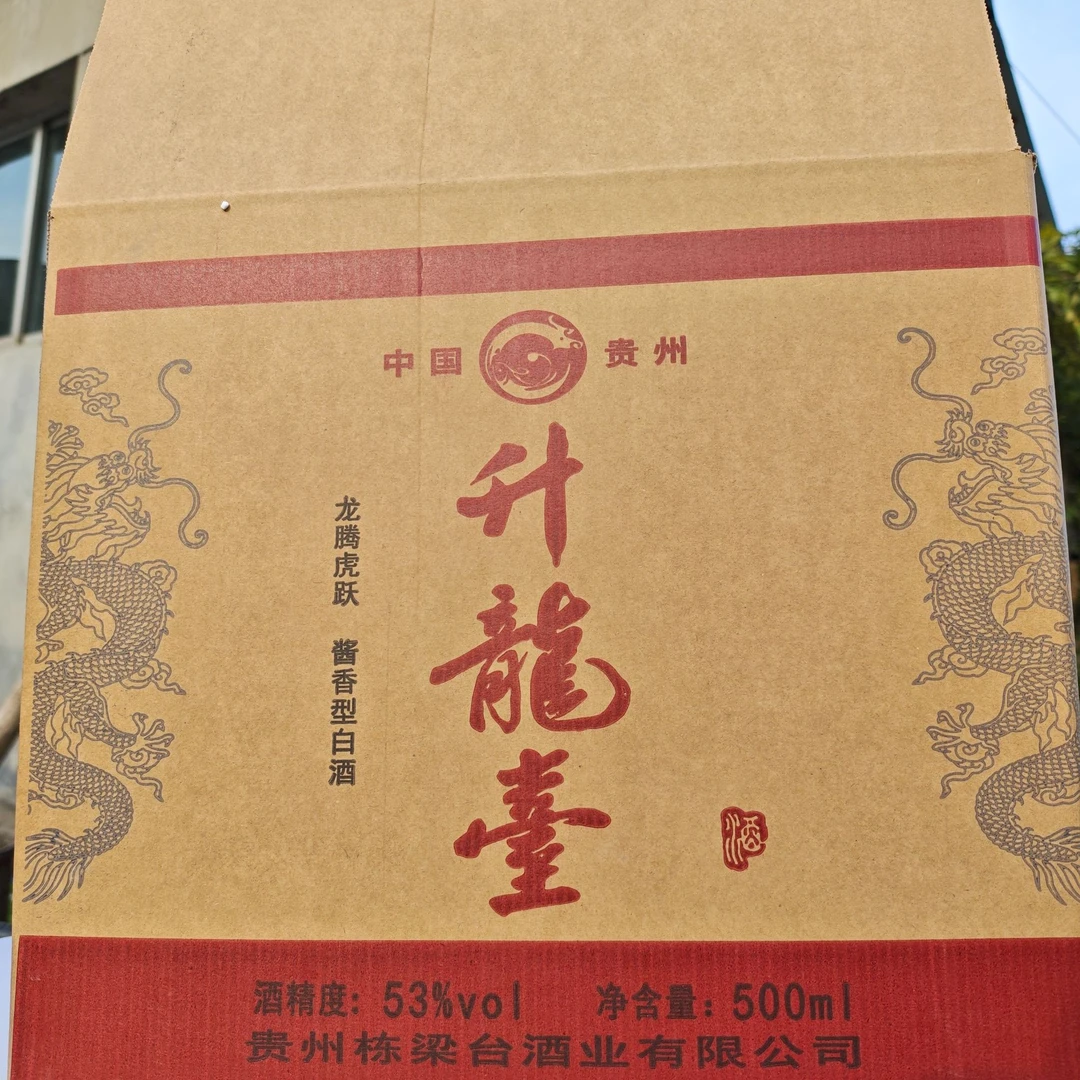 中国 贵州
升龍臺
龙腾虎跃 酱香型白酒
酒
酒精度: 53%vol 净含量: 500ml
贵州栋梁台酒业有限公司